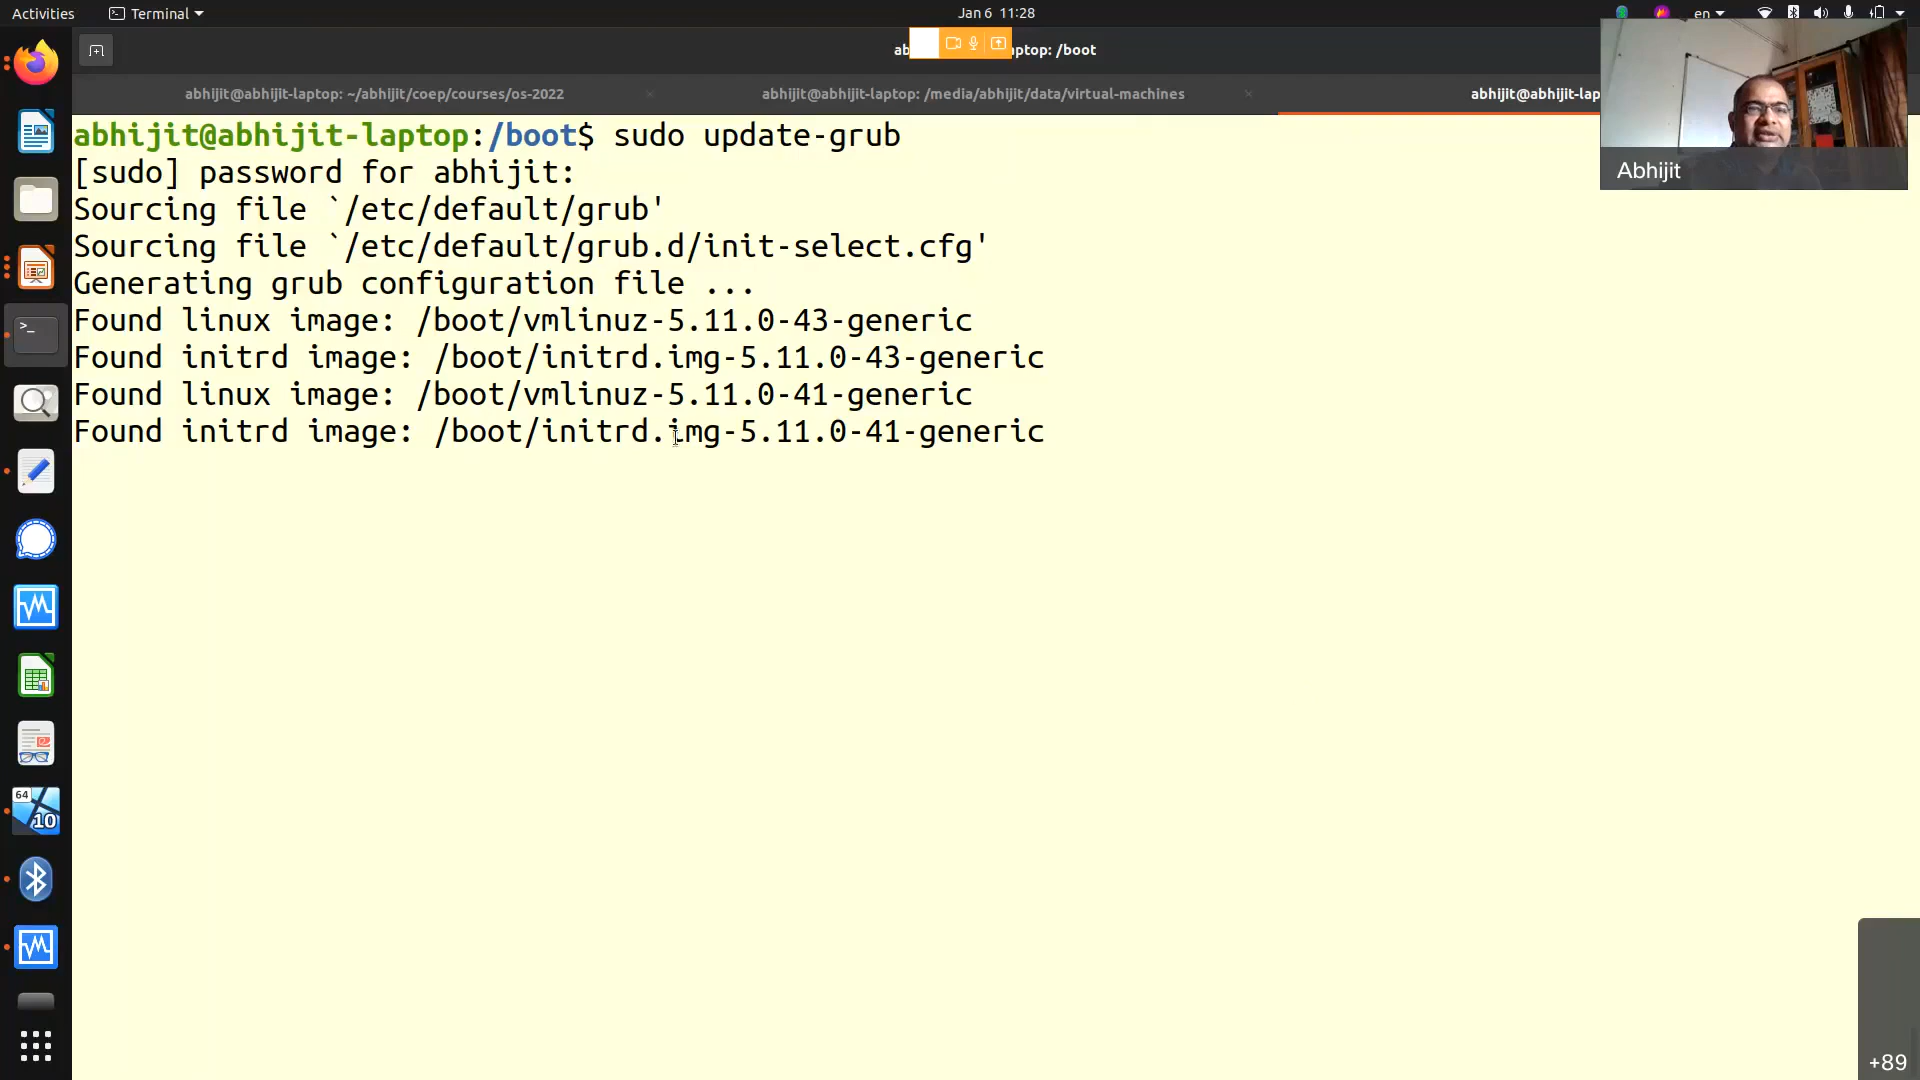 Activities
Terminal
Jan 6 11:28
en
ab
ptop: /boot
abhijit@abhijit-laptop: ~/abhijit/coep/courses/os-2022
abhijit@abhijit-laptop: /media/abhijit/data/virtual-machines
abhijit@abhijit-lap
Abhijit
abhijit@abhijit-laptop:/boot$ sudo update-grub
[sudo] password for abhijit:
Sourcing file `/etc/default/grub'
Sourcing file `/etc/default/grub.d/init-select.cfg'
Generating grub configuration file ...
Found linux image: /boot/vmlinuz-5.11.0-43-generic
Found initrd image: /boot/initrd.img-5.11.0-43-generic
Found linux image: /boot/vmlinuz-5.11.0-41-generic
Found initrd image: /boot/initrd.img-5.11.0-41-generic
64
10
+89